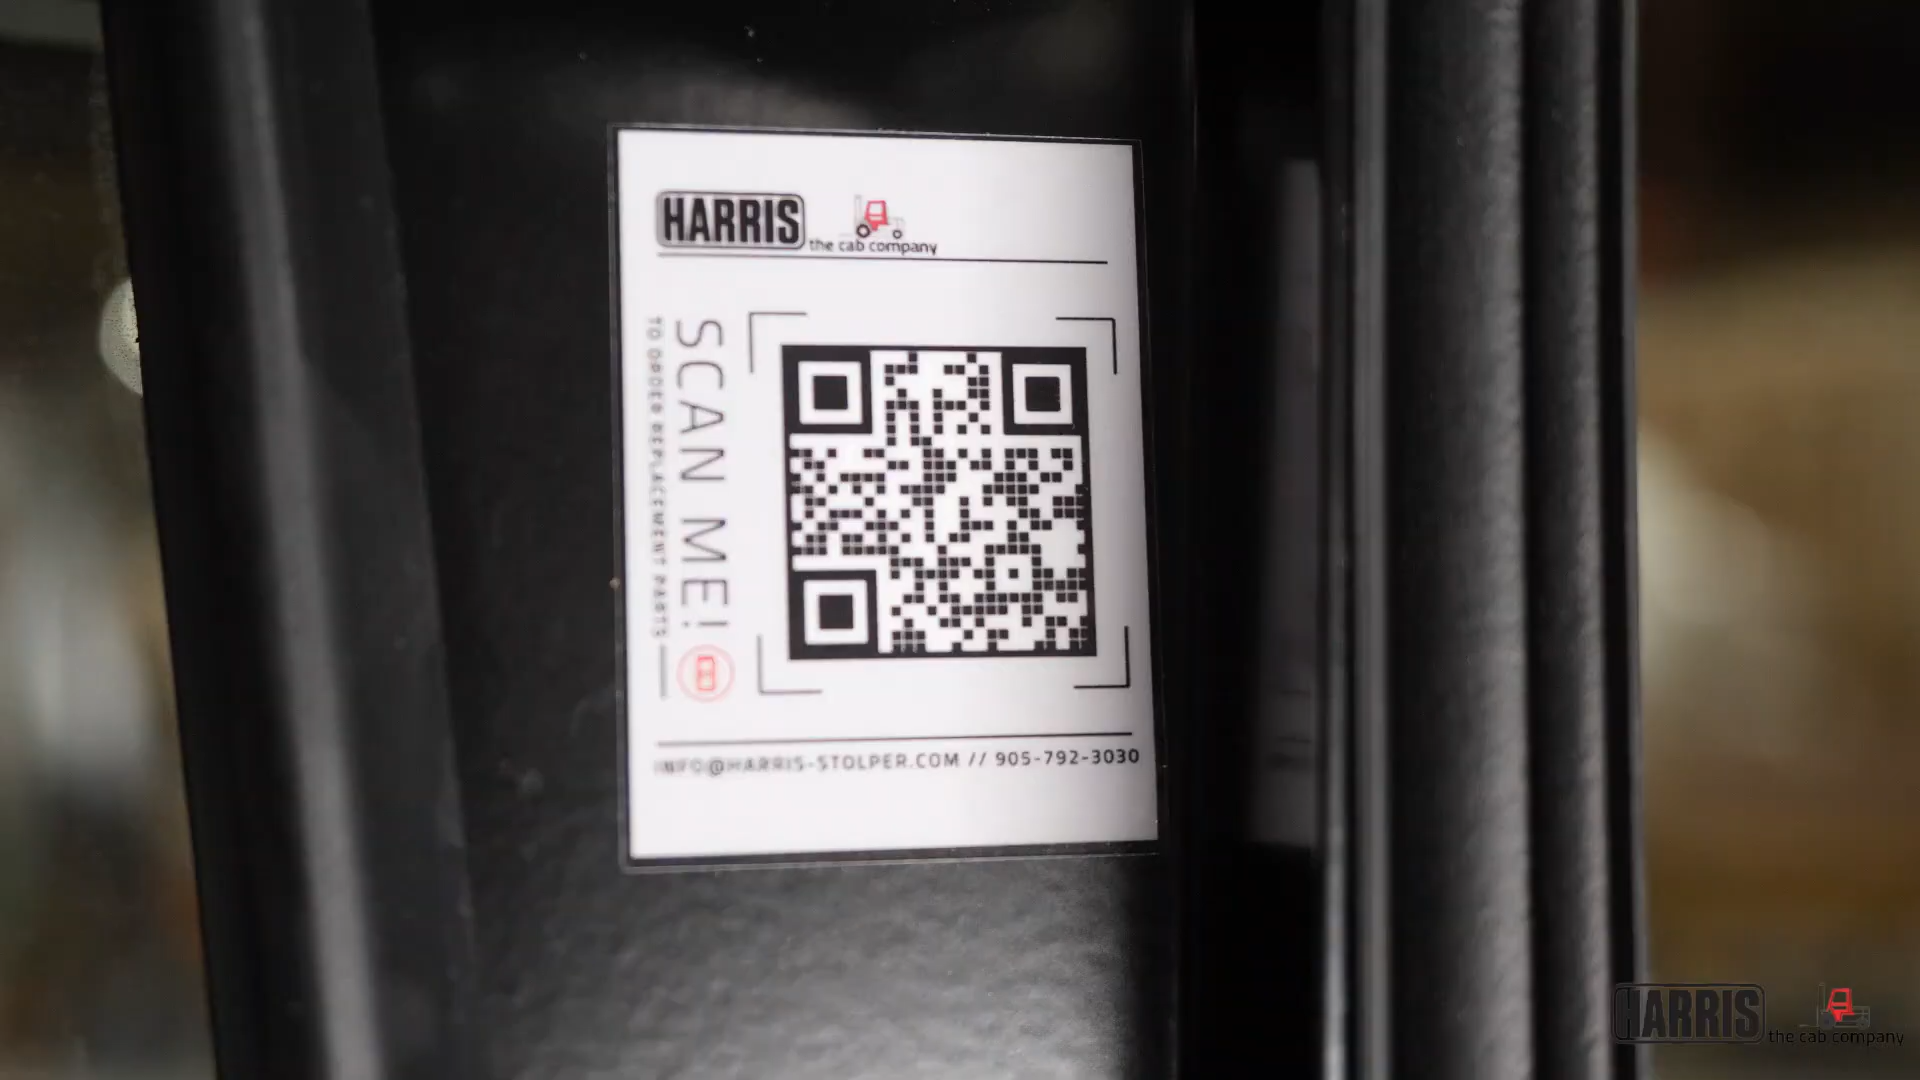 HARRIS
the cab company
SCAN ME!
TO ORDER REPLACEMENT PARTS
INFO@HARRIS-STOLPER.COM // 905-792-3030
HARRIS
the cab company